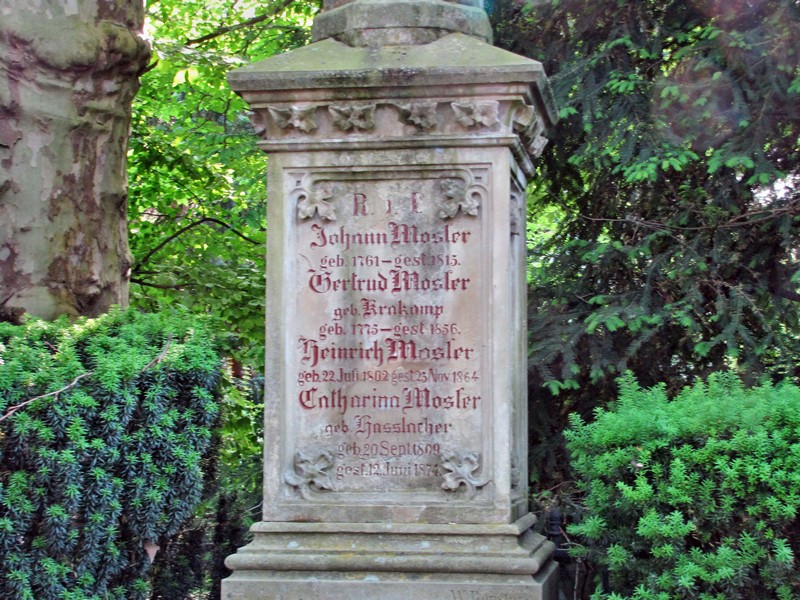 R I P
Johann Mosler
geb. 1761 – gest. 1813.
Gertrud Mosler
geb. Krakamp
geb. 1775 – gest. 1856.
Heinrich Mosler
geb. 22 Juli 1802 gest 25 Nov 1864
Catharina Mosler
geb. Hasslacher
geb. 20 Sept 1809
gest. 12. Juni 1874